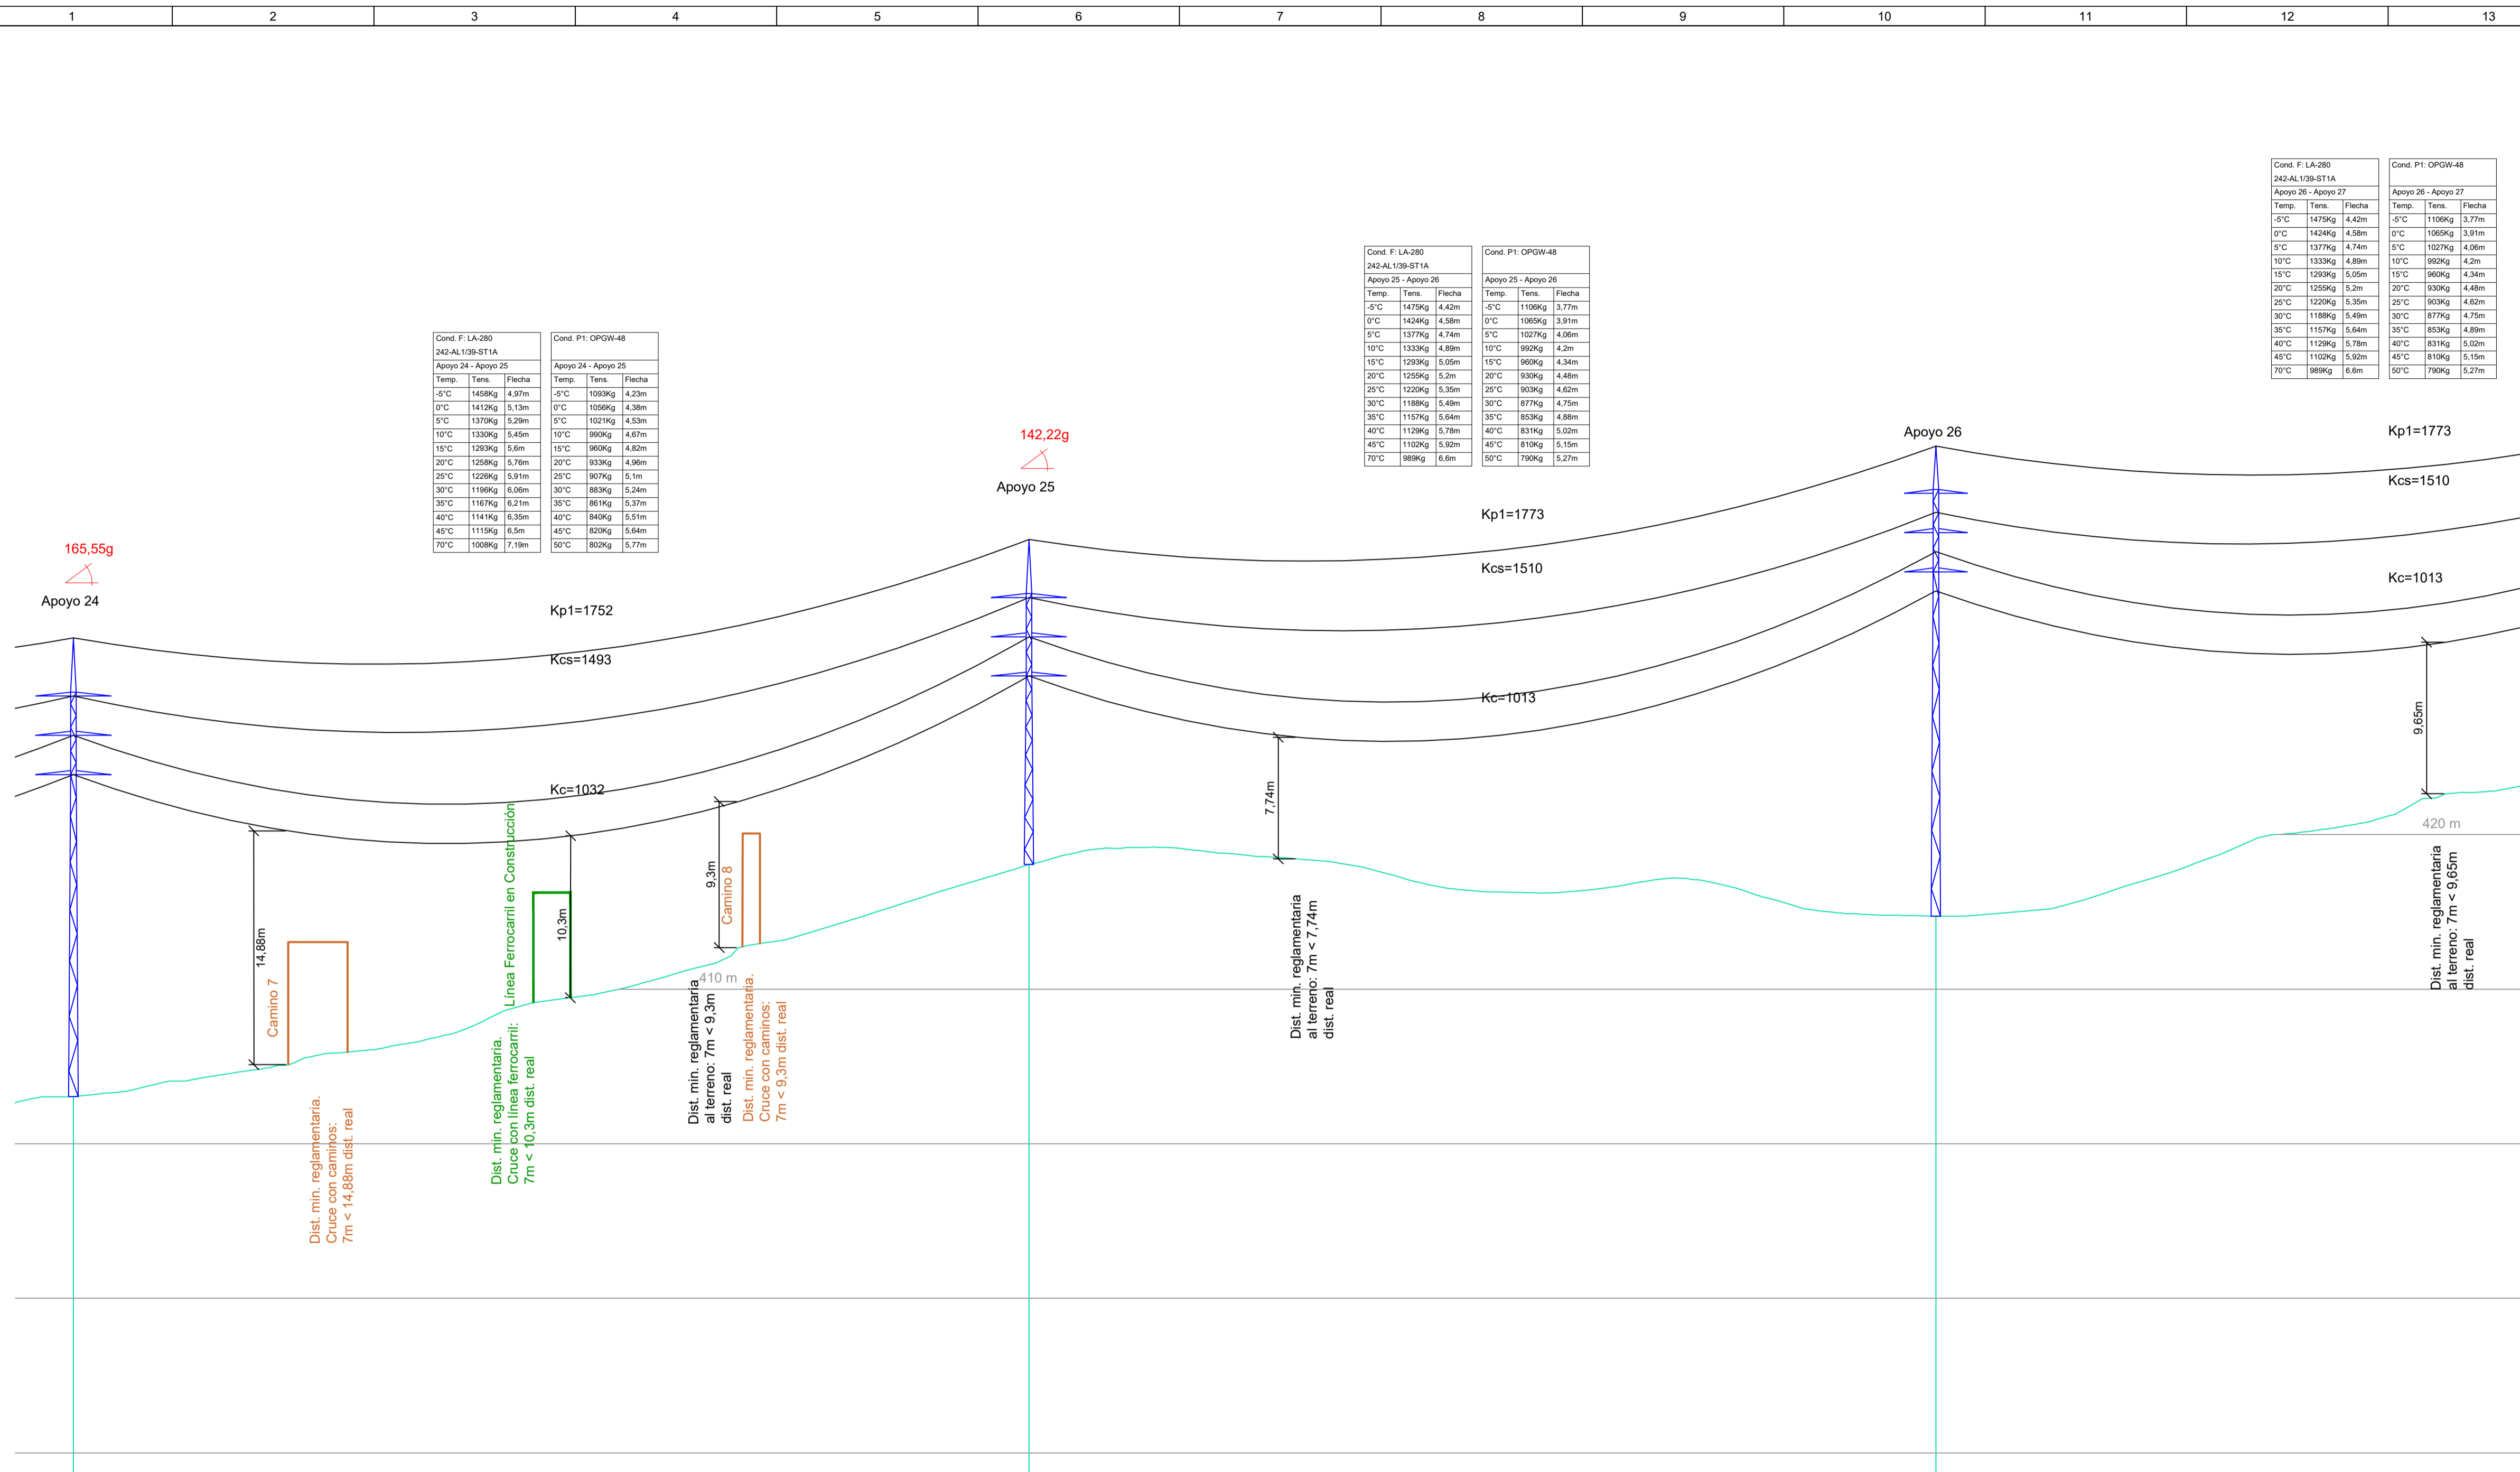 1 2 3 4 5 6 7 8 9 10 11 12 13
Cond. F: LA-280
242-AL1/39-ST1A
Apoyo 26 - Apoyo 27
Temp. Tens. Flecha
-5°C 1475Kg 4,42m
0°C 1424Kg 4,58m
5°C 1377Kg 4,74m
10°C 1333Kg 4,89m
15°C 1293Kg 5,05m
20°C 1255Kg 5,2m
25°C 1220Kg 5,35m
30°C 1188Kg 5,49m
35°C 1157Kg 5,64m
40°C 1129Kg 5,78m
45°C 1102Kg 5,92m
70°C 989Kg 6,6m
Cond. P1: OPGW-48
Apoyo 26 - Apoyo 27
Temp. Tens. Flecha
-5°C 1106Kg 3,77m
0°C 1065Kg 3,91m
5°C 1027Kg 4,06m
10°C 992Kg 4,2m
15°C 960Kg 4,34m
20°C 930Kg 4,48m
25°C 903Kg 4,62m
30°C 877Kg 4,75m
35°C 853Kg 4,89m
40°C 831Kg 5,02m
45°C 810Kg 5,15m
50°C 790Kg 5,27m
Cond. F: LA-280
242-AL1/39-ST1A
Apoyo 25 - Apoyo 26
Temp. Tens. Flecha
-5°C 1475Kg 4,42m
0°C 1424Kg 4,58m
5°C 1377Kg 4,74m
10°C 1333Kg 4,89m
15°C 1293Kg 5,05m
20°C 1255Kg 5,2m
25°C 1220Kg 5,35m
30°C 1188Kg 5,49m
35°C 1157Kg 5,64m
40°C 1129Kg 5,78m
45°C 1102Kg 5,92m
70°C 989Kg 6,6m
Cond. P1: OPGW-48
Apoyo 25 - Apoyo 26
Temp. Tens. Flecha
-5°C 1106Kg 3,77m
0°C 1065Kg 3,91m
5°C 1027Kg 4,06m
10°C 992Kg 4,2m
15°C 960Kg 4,34m
20°C 930Kg 4,48m
25°C 903Kg 4,62m
30°C 877Kg 4,75m
35°C 853Kg 4,88m
40°C 831Kg 5,02m
45°C 810Kg 5,15m
50°C 790Kg 5,27m
Cond. F: LA-280
242-AL1/39-ST1A
Apoyo 24 - Apoyo 25
Temp. Tens. Flecha
-5°C 1458Kg 4,97m
0°C 1412Kg 5,13m
5°C 1370Kg 5,29m
10°C 1330Kg 5,45m
15°C 1293Kg 5,6m
20°C 1258Kg 5,76m
25°C 1226Kg 5,91m
30°C 1196Kg 6,06m
35°C 1167Kg 6,21m
40°C 1141Kg 6,35m
45°C 1115Kg 6,5m
70°C 1008Kg 7,19m
Cond. P1: OPGW-48
Apoyo 24 - Apoyo 25
Temp. Tens. Flecha
-5°C 1093Kg 4,23m
0°C 1056Kg 4,38m
5°C 1021Kg 4,53m
10°C 990Kg 4,67m
15°C 960Kg 4,82m
20°C 933Kg 4,96m
25°C 907Kg 5,1m
30°C 883Kg 5,24m
35°C 861Kg 5,37m
40°C 840Kg 5,51m
45°C 820Kg 5,64m
50°C 802Kg 5,77m
165,55g
Apoyo 24
142,22g
Apoyo 25
Apoyo 26
Kp1=1752
Kcs=1493
Kc=1032
Kp1=1773
Kcs=1510
Kc=1013
Kp1=1773
Kcs=1510
Kc=1013
14,88m
Camino 7
Dist. min. reglamentaria.
Cruce con caminos:
7m < 14,88m dist. real
Línea Ferrocarril en Construcción
10,3m
Dist. min. reglamentaria.
Cruce con línea ferrocarril:
7m < 10,3m dist. real
9,3m
Camino 8
410 m
Dist. min. reglamentaria
al terreno: 7m < 9,3m
dist. real
Dist. min. reglamentaria.
Cruce con caminos:
7m < 9,3m dist. real
7,74m
Dist. min. reglamentaria
al terreno: 7m < 7,74m
dist. real
9,65m
420 m
Dist. min. reglamentaria
al terreno: 7m < 9,65m
dist. real